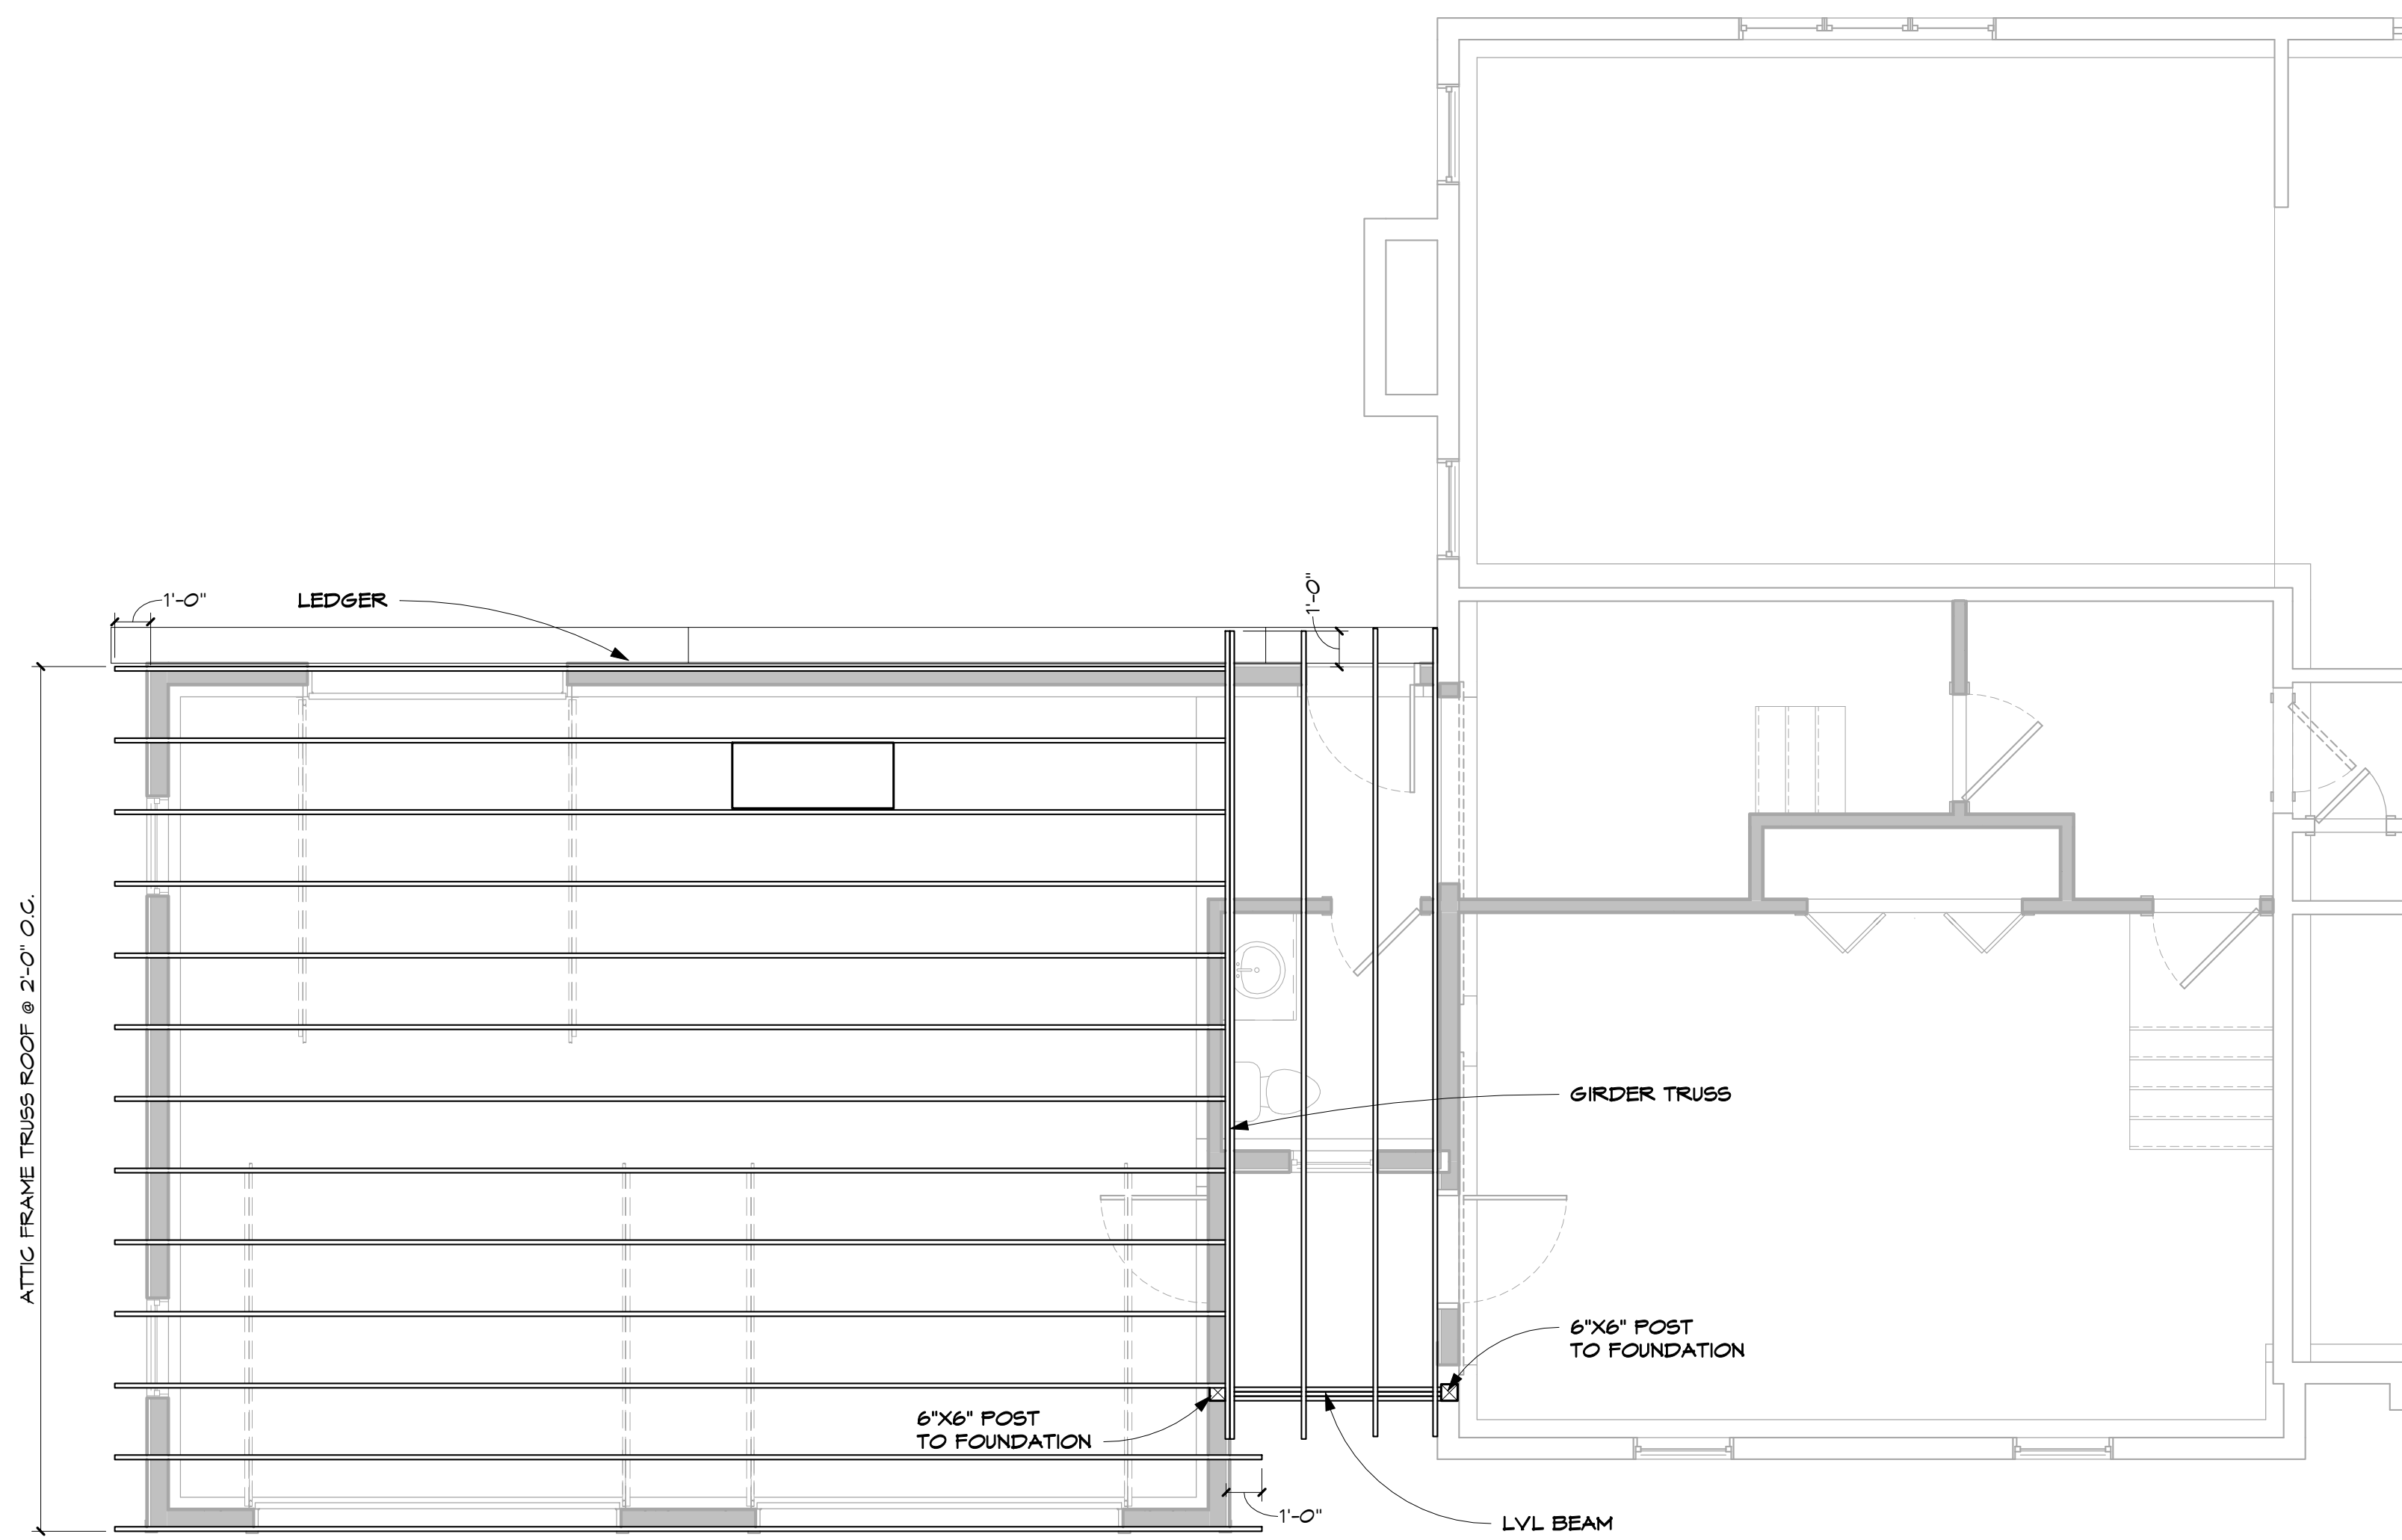 1'-0"
LEDGER
1'-0"
ATTIC FRAME TRUSS ROOF @ 2'-0" O.C.
GIRDER TRUSS
6"X6" POST
TO FOUNDATION
6"X6" POST
TO FOUNDATION
1'-0"
LVL BEAM